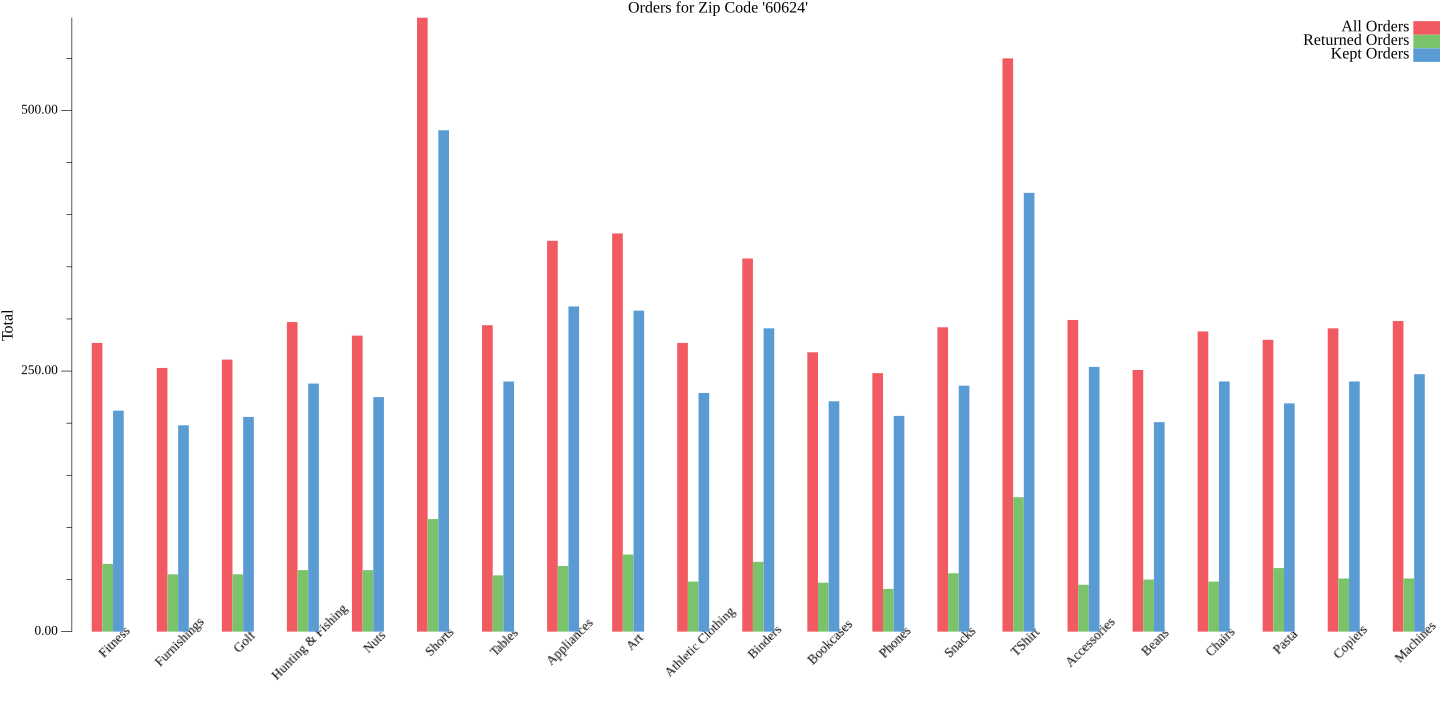 Orders for Zip Code '60624'
All Orders
Returned Orders
Kept Orders
500.00
250.00
0.00
Total
Fitness
Furnishings
Golf
Hunting & Fishing
Nuts
Shorts
Tables
Appliances
Art
Athletic Clothing
Binders
Bookcases
Phones
Snacks
TShirt
Accessories
Beans
Chairs
Pasta
Copiers
Machines